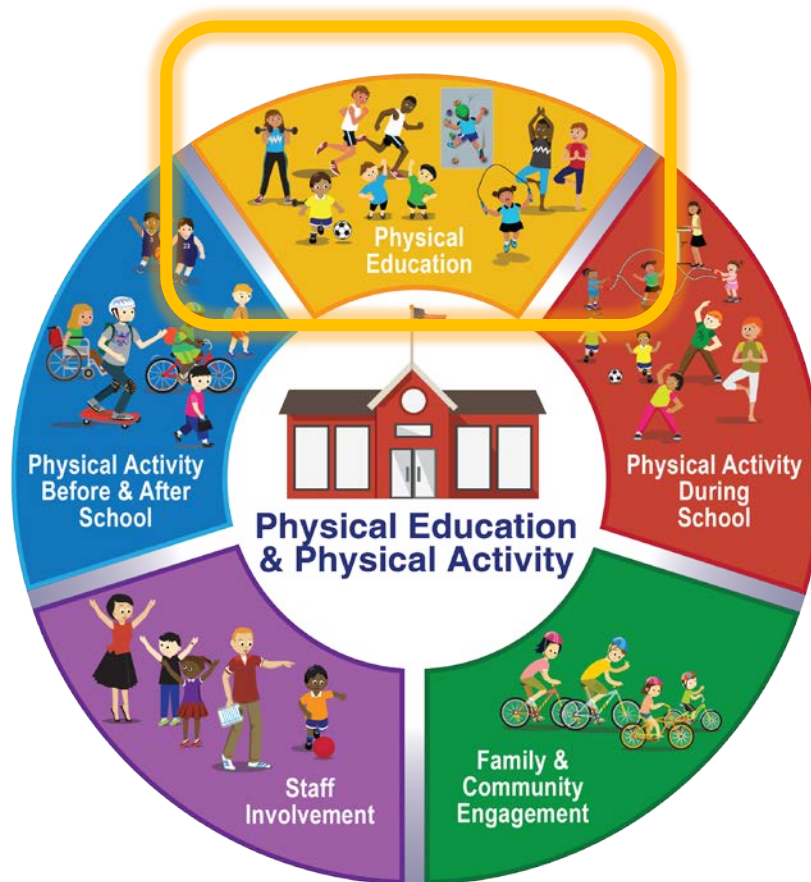 Physical
Education
Physical Activity
Before & After
School
Physical Activity
During
School
Physical Education
& Physical Activity
Staff
Involvement
Family &
Community
Engagement